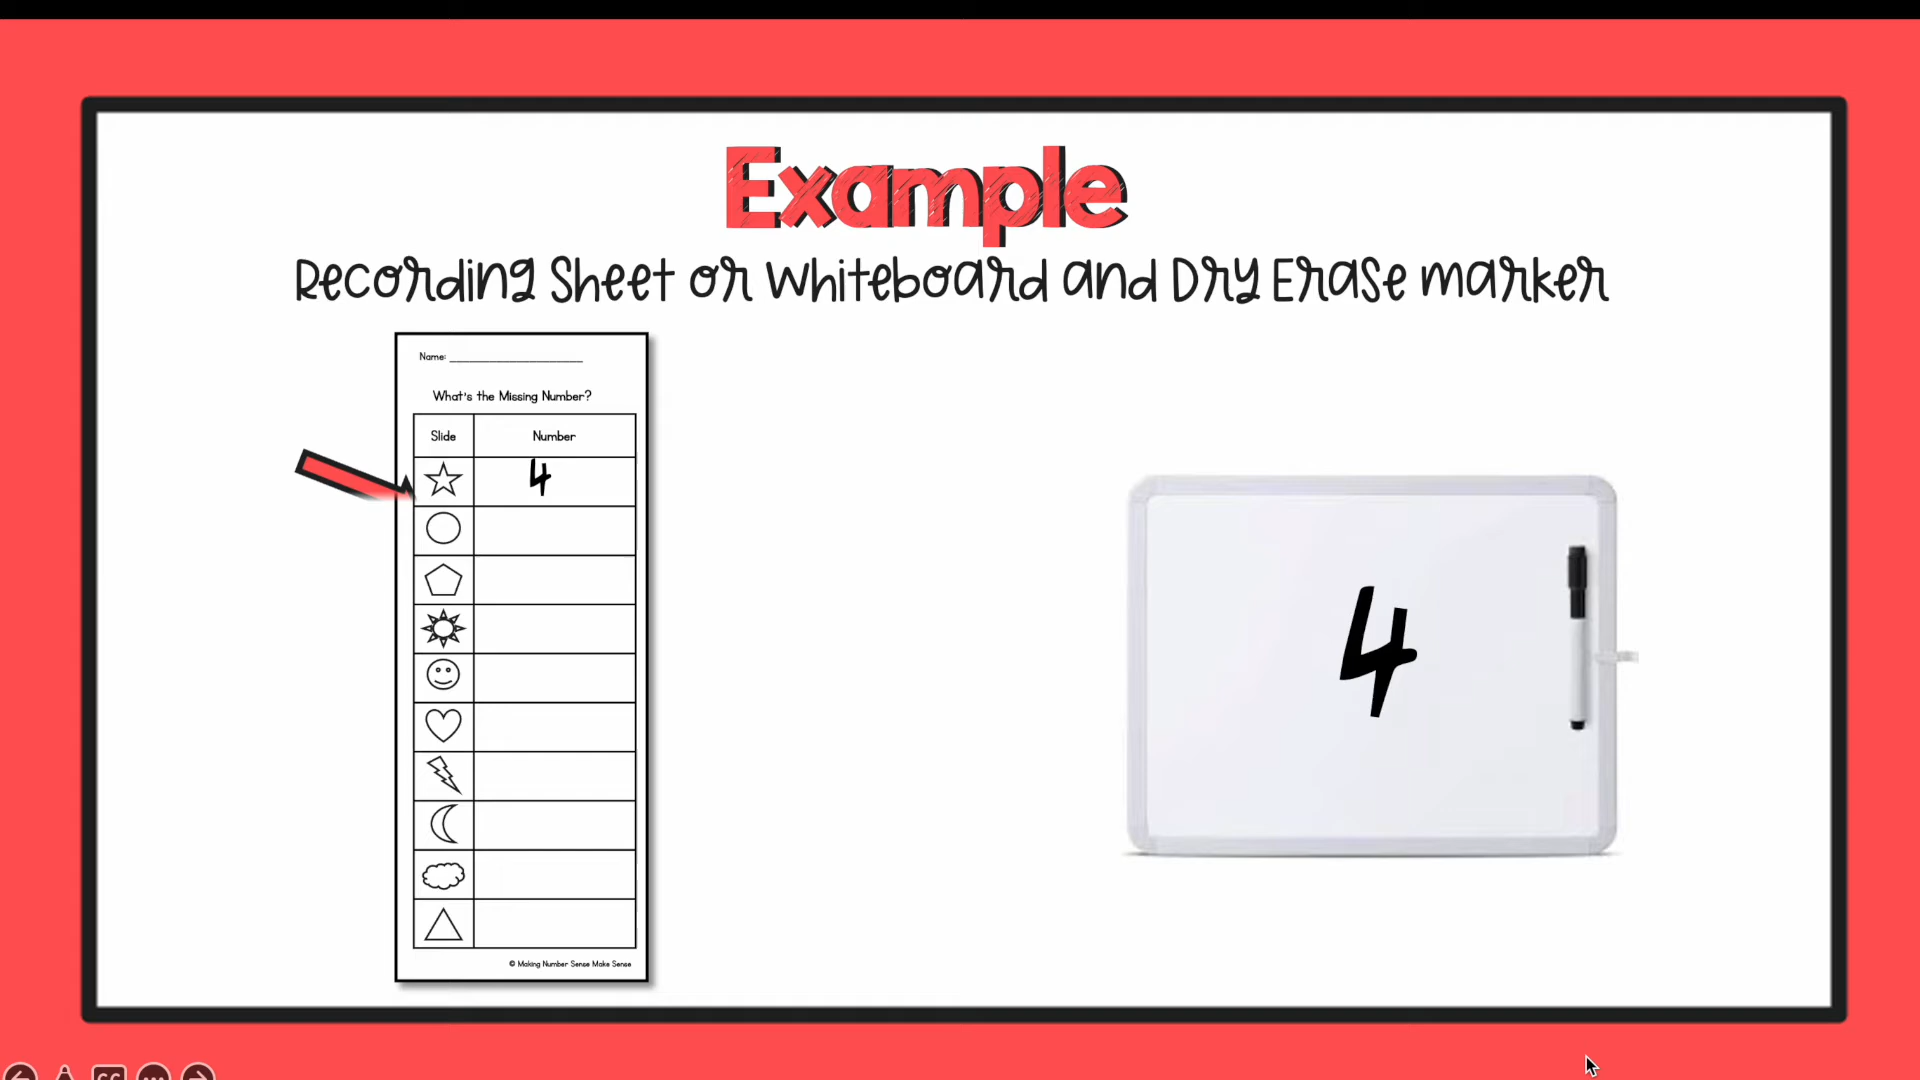 Example
Recording Sheet or Whiteboard and Dry Erase marker
Name:
What's the Missing Number?
Slide Number
4
4
© Making Number Sense Make Sense
CC